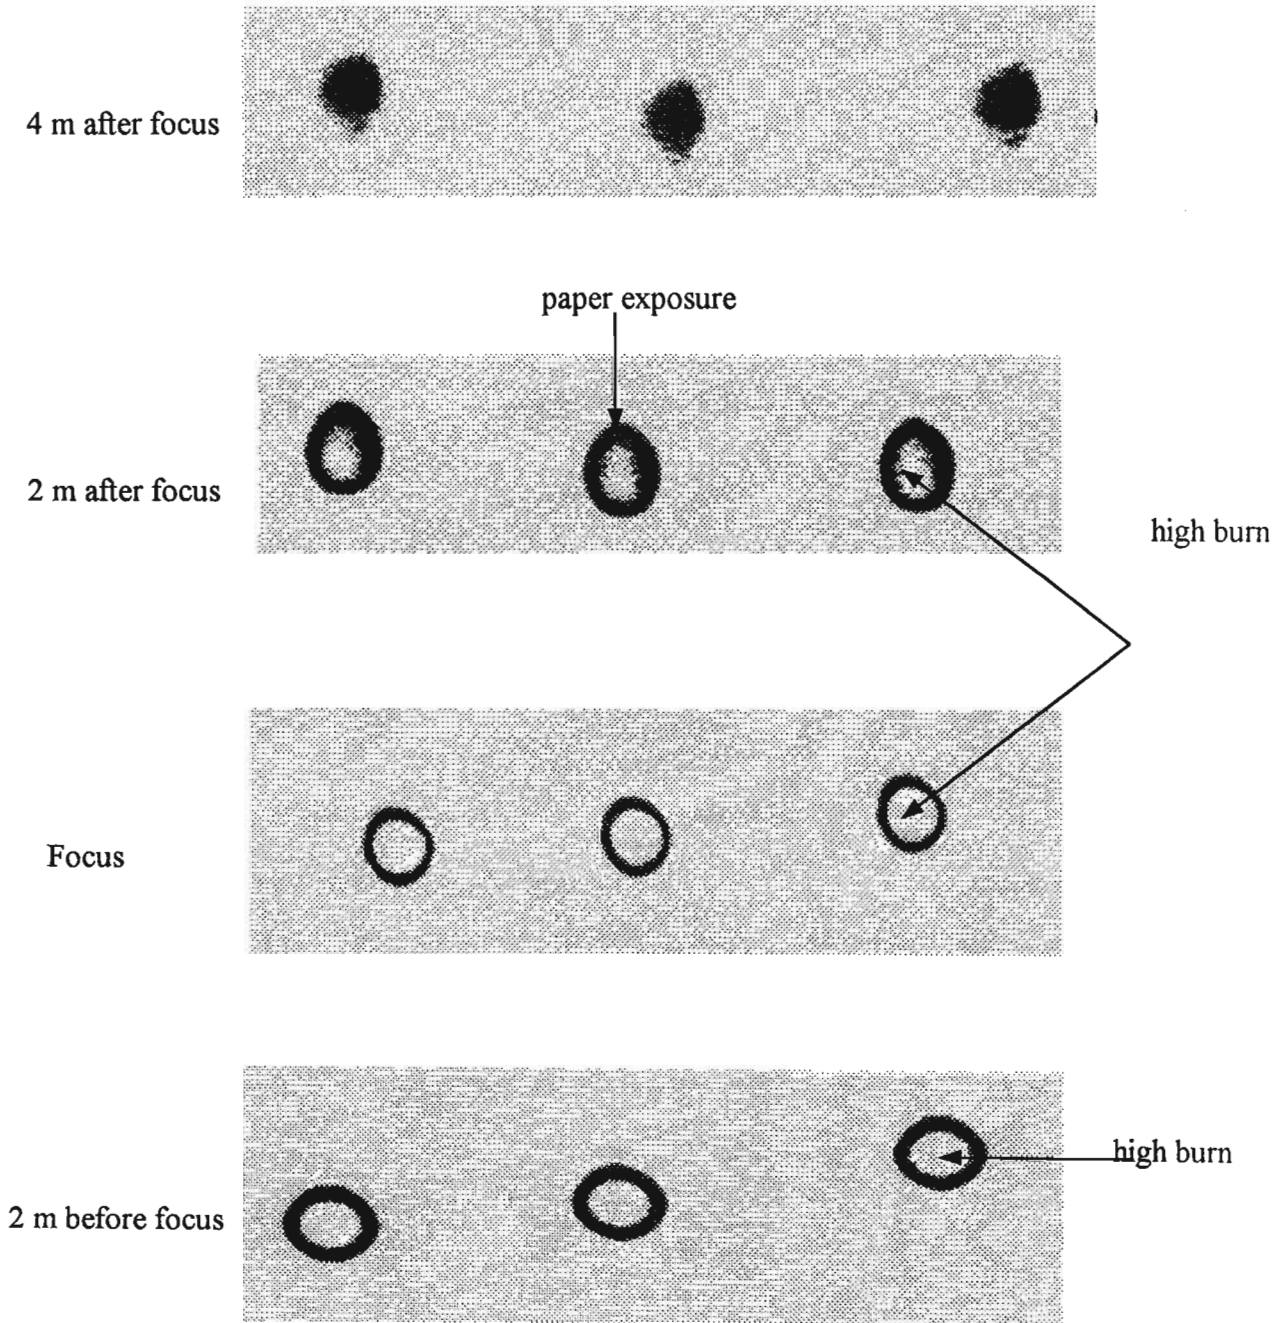 4 m after focus
paper exposure
2 m after focus
high burn
Focus
high burn
2 m before focus